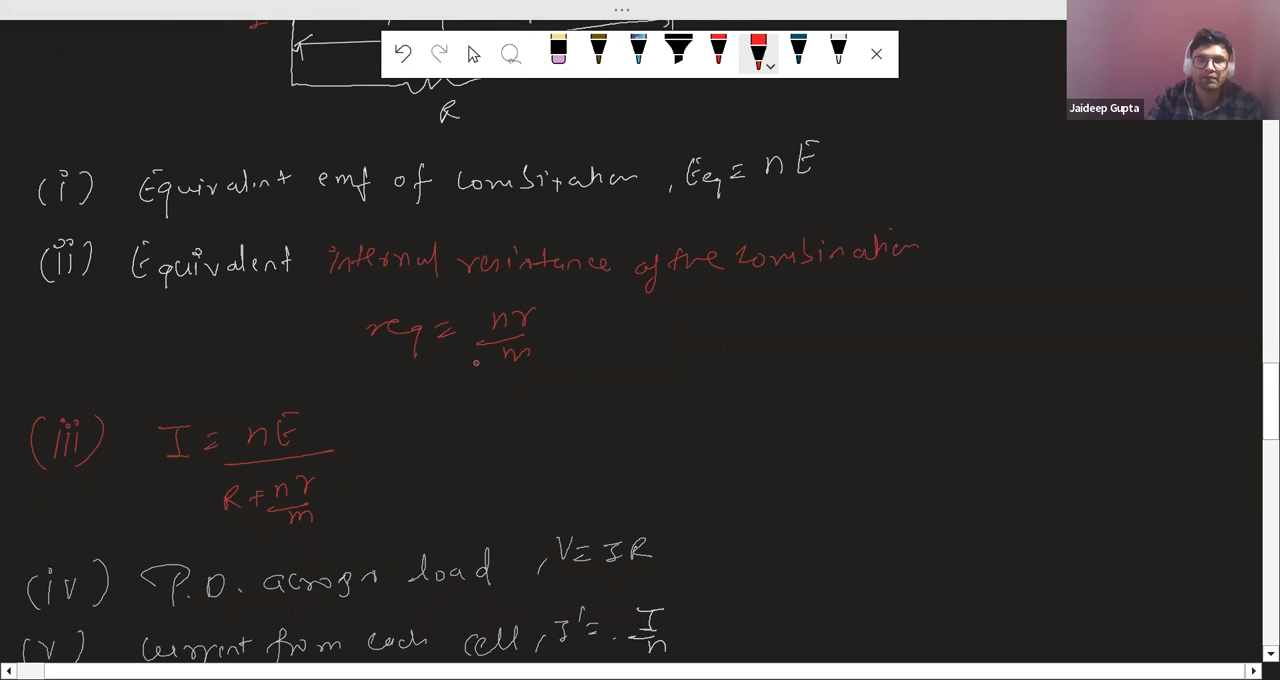 R
Jaideep Gupta
(i) Equivalent emf of combination, Eeq = nE
(ii) Equivalent internal resistance of the combination
req = nr/m
(iii) I = nE/(R + nr/m)
(iv) P.D. across load, V = IR
(v) current from each cell, I' = I/n